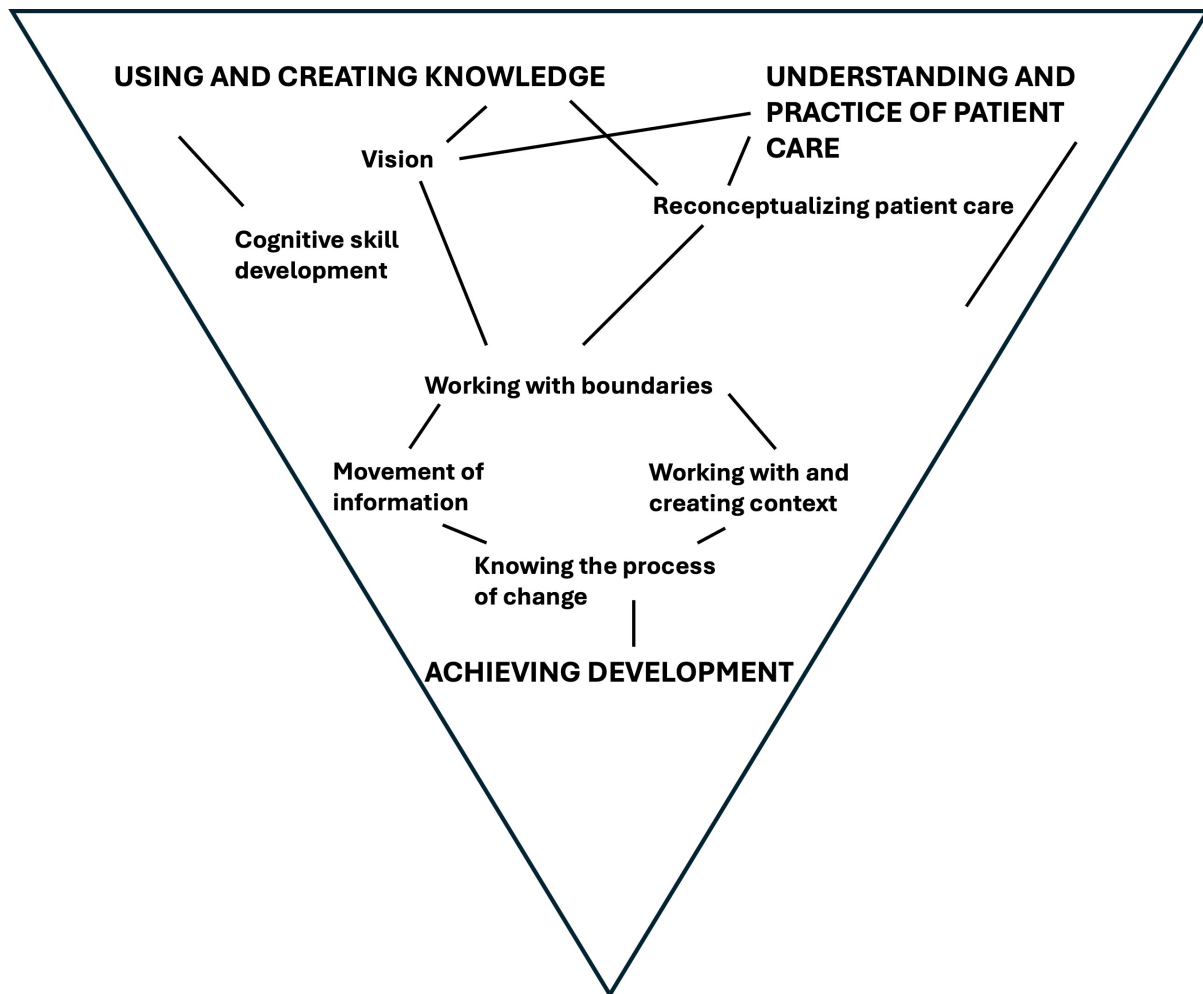 USING AND CREATING KNOWLEDGE
UNDERSTANDING AND
PRACTICE OF PATIENT
CARE
Vision
Reconceptualizing patient care
Cognitive skill
development
Working with boundaries
Movement of
information
Working with and
creating context
Knowing the process
of change
ACHIEVING DEVELOPMENT